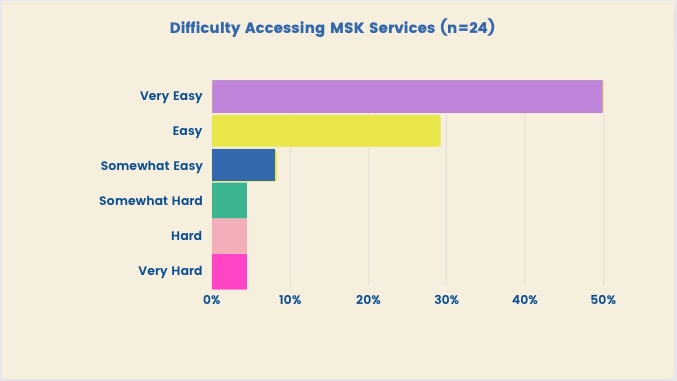 Difficulty Accessing MSK Services (n=24)
Very Easy
Easy
Somewhat Easy
Somewhat Hard
Hard
Very Hard
0% 10% 20% 30% 40% 50%